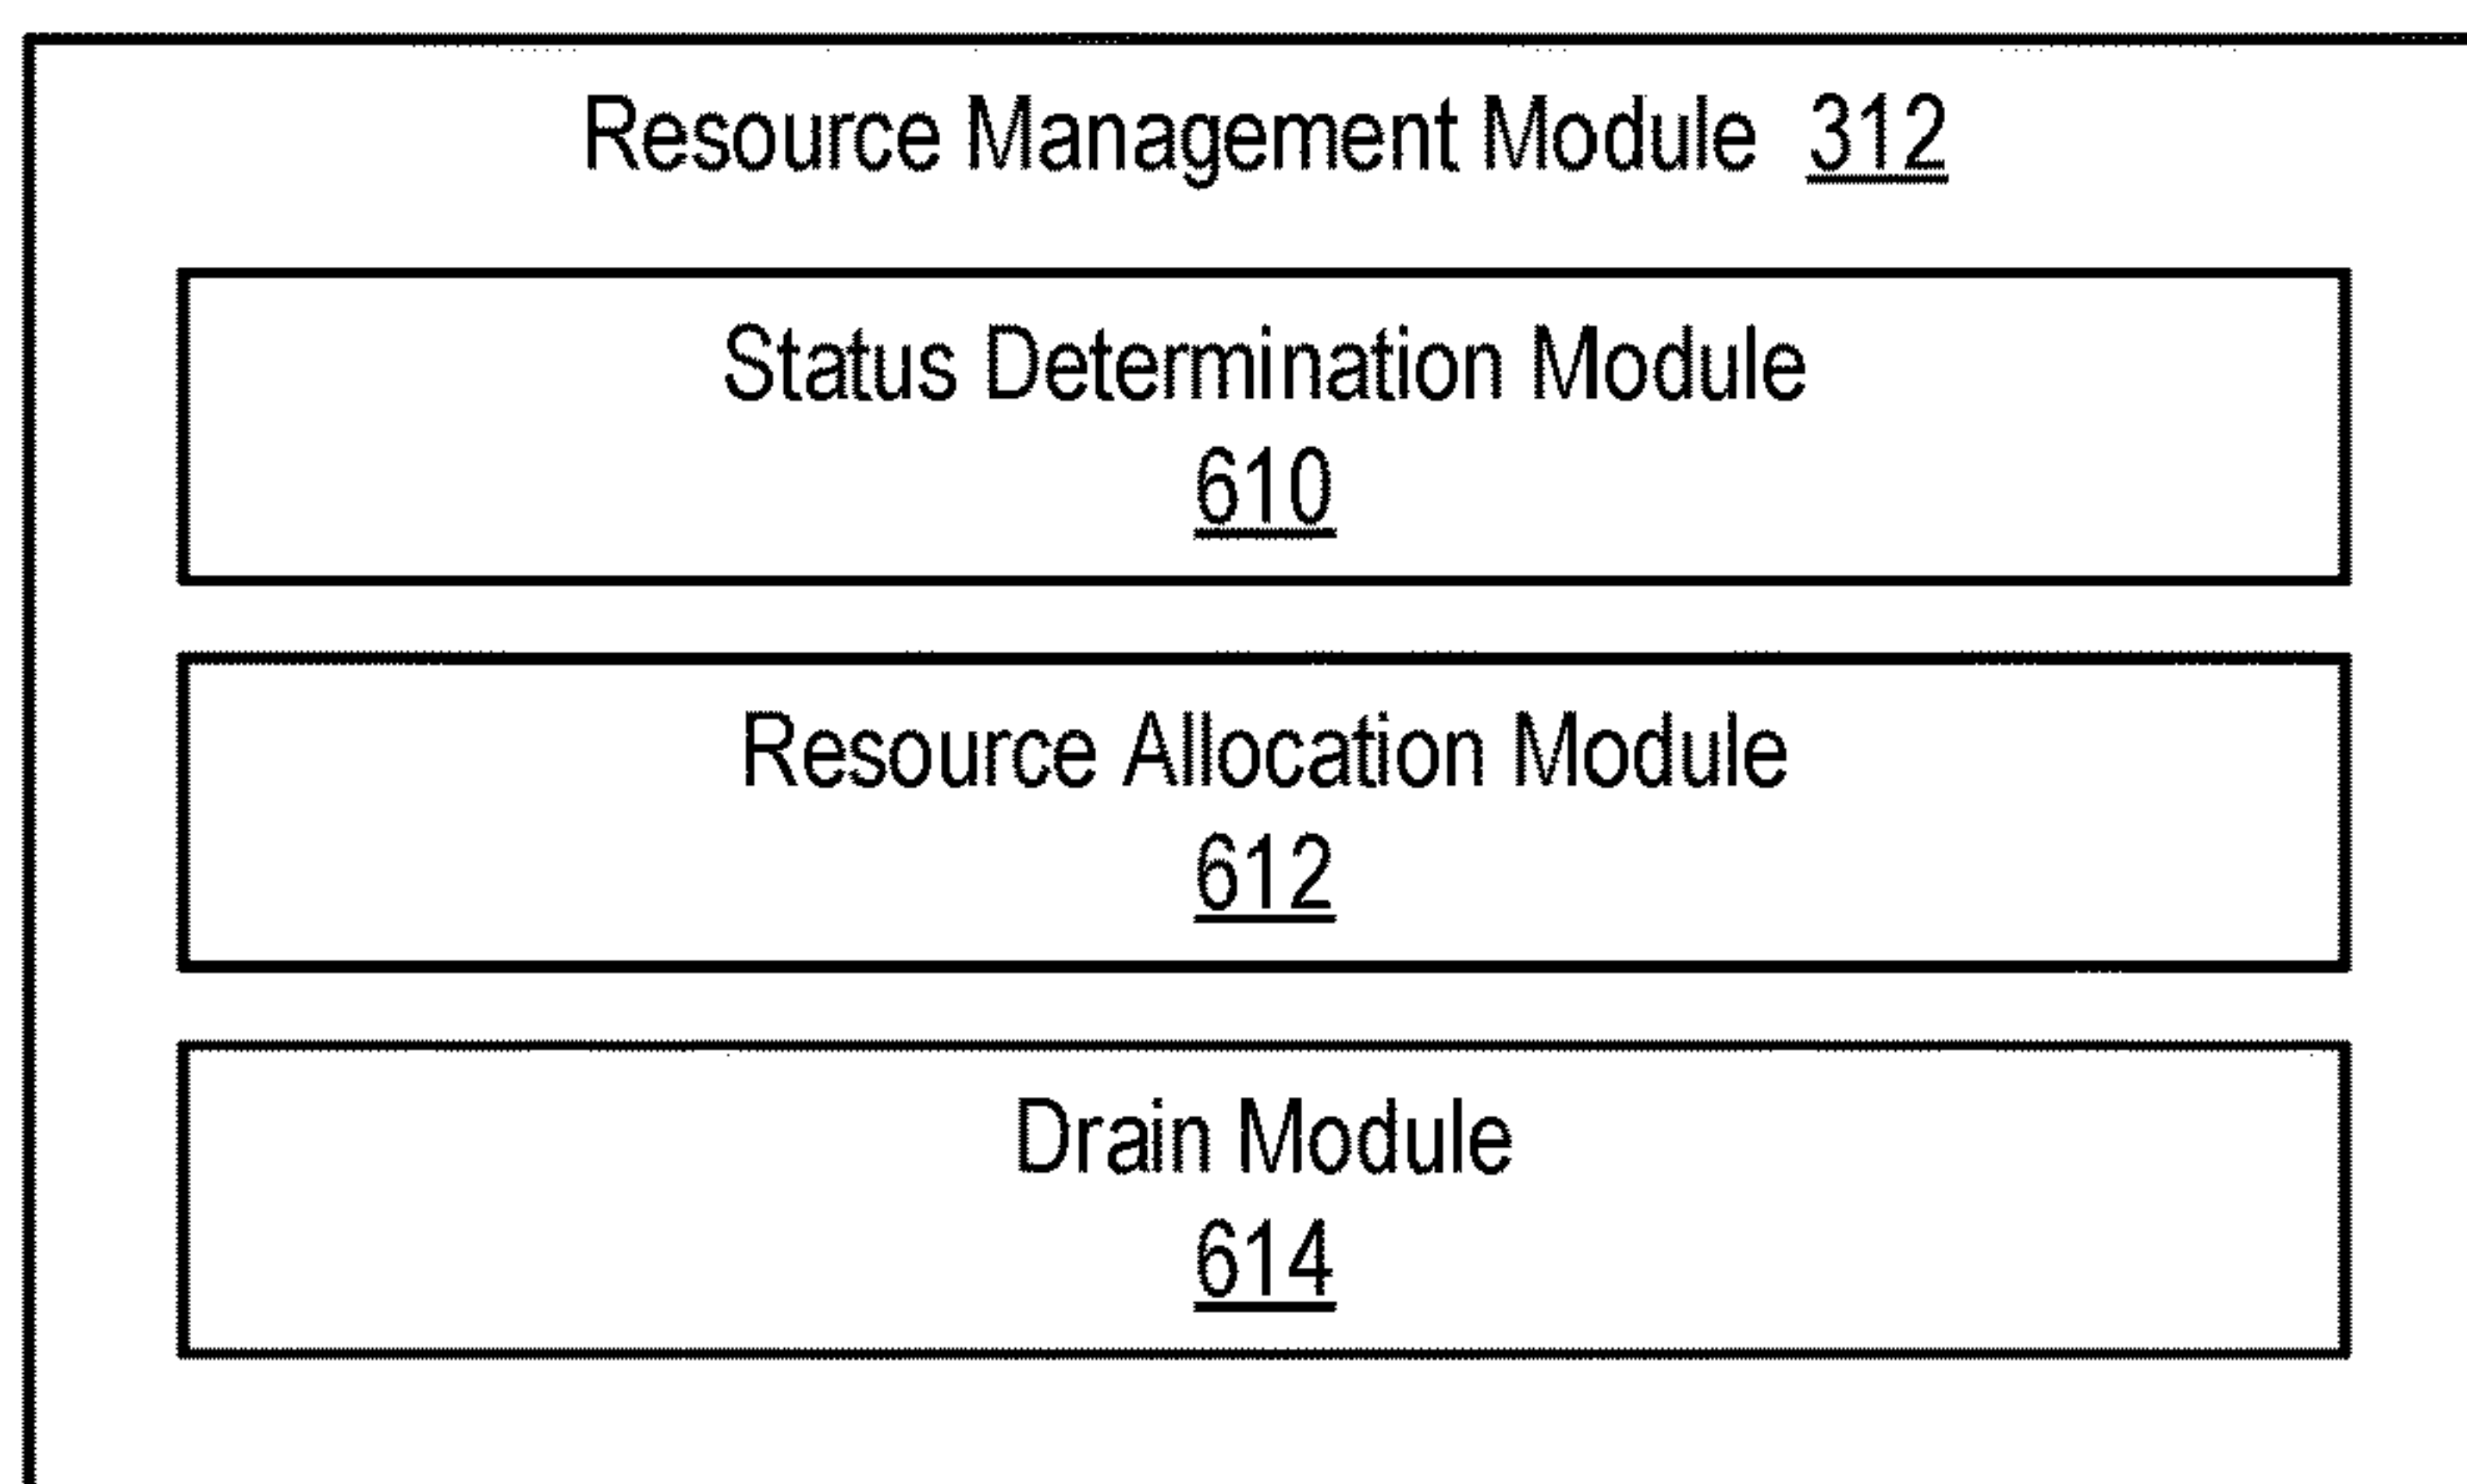 Resource Management Module 312
Status Determination Module
610
Resource Allocation Module
612
Drain Module
614